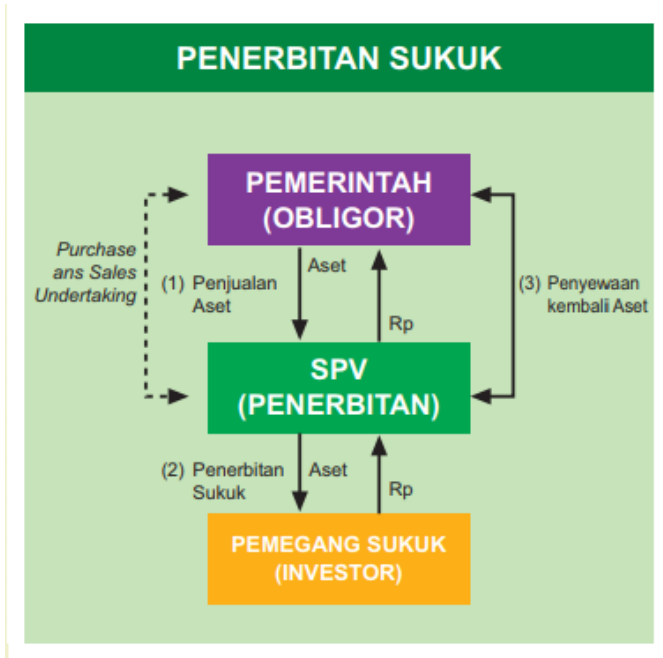 PENERBITAN SUKUK
PEMERINTAH
(OBLIGOR)
Purchase
ans Sales
Undertaking
(1) Penjualan
Aset
Aset
Rp
(3) Penyewaan
kembalii Aset
SPV
(PENERBITAN)
(2) Penerbitan
Sukuk
Aset
Rp
PEMEGANG SUKUK
(INVESTOR)